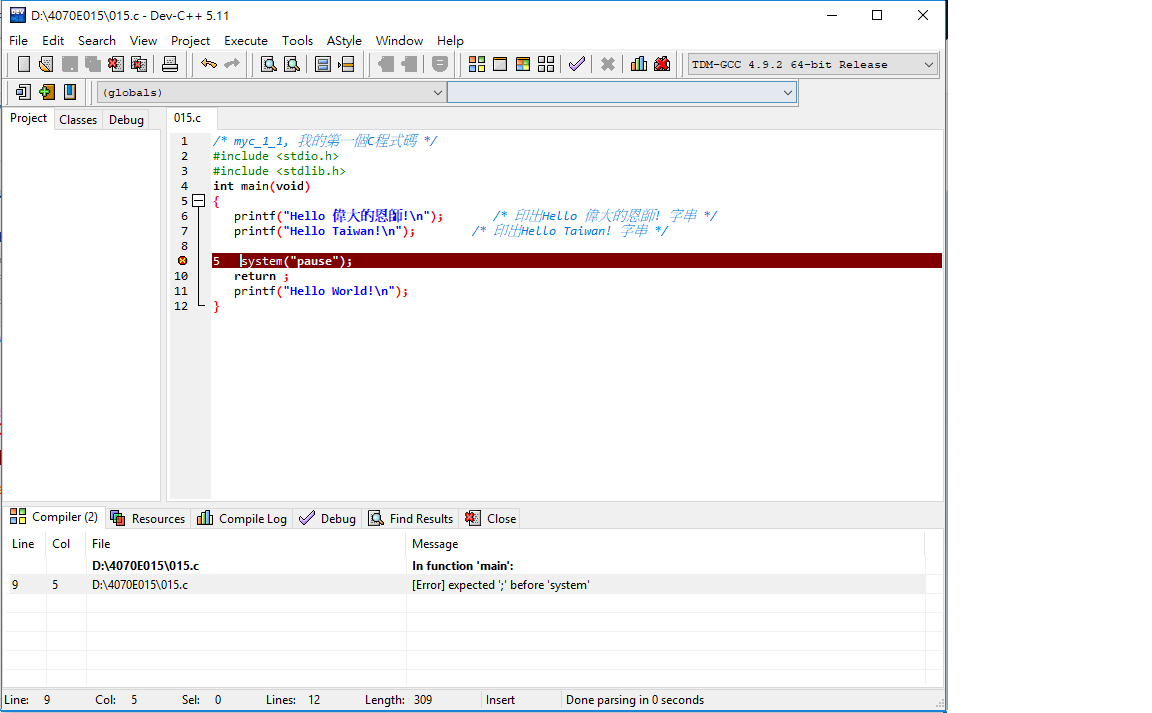 D:\4070E015\015.c - Dev-C++ 5.11
File Edit Search View Project Execute Tools AStyle Window Help
TDM-GCC 4.9.2 64-bit Release
(globals)
Project Classes Debug 015.c
1 /* myc_1_1, 我的第一個C程式碼 */
2 #include <stdio.h>
3 #include <stdlib.h>
4 int main(void)
5 {
6 printf("Hello 偉大的恩師!\n"); /* 印出Hello 偉大的恩師! 字串 */
7 printf("Hello Taiwan!\n"); /* 印出Hello Taiwan! 字串 */
8
5 system("pause");
10 return ;
11 printf("Hello World!\n");
12 }
Compiler (2) Resources Compile Log Debug Find Results Close
Line Col File Message
D:\4070E015\015.c In function 'main':
9 5 D:\4070E015\015.c [Error] expected ';' before 'system'
Line: 9 Col: 5 Sel: 0 Lines: 12 Length: 309 Insert Done parsing in 0 seconds